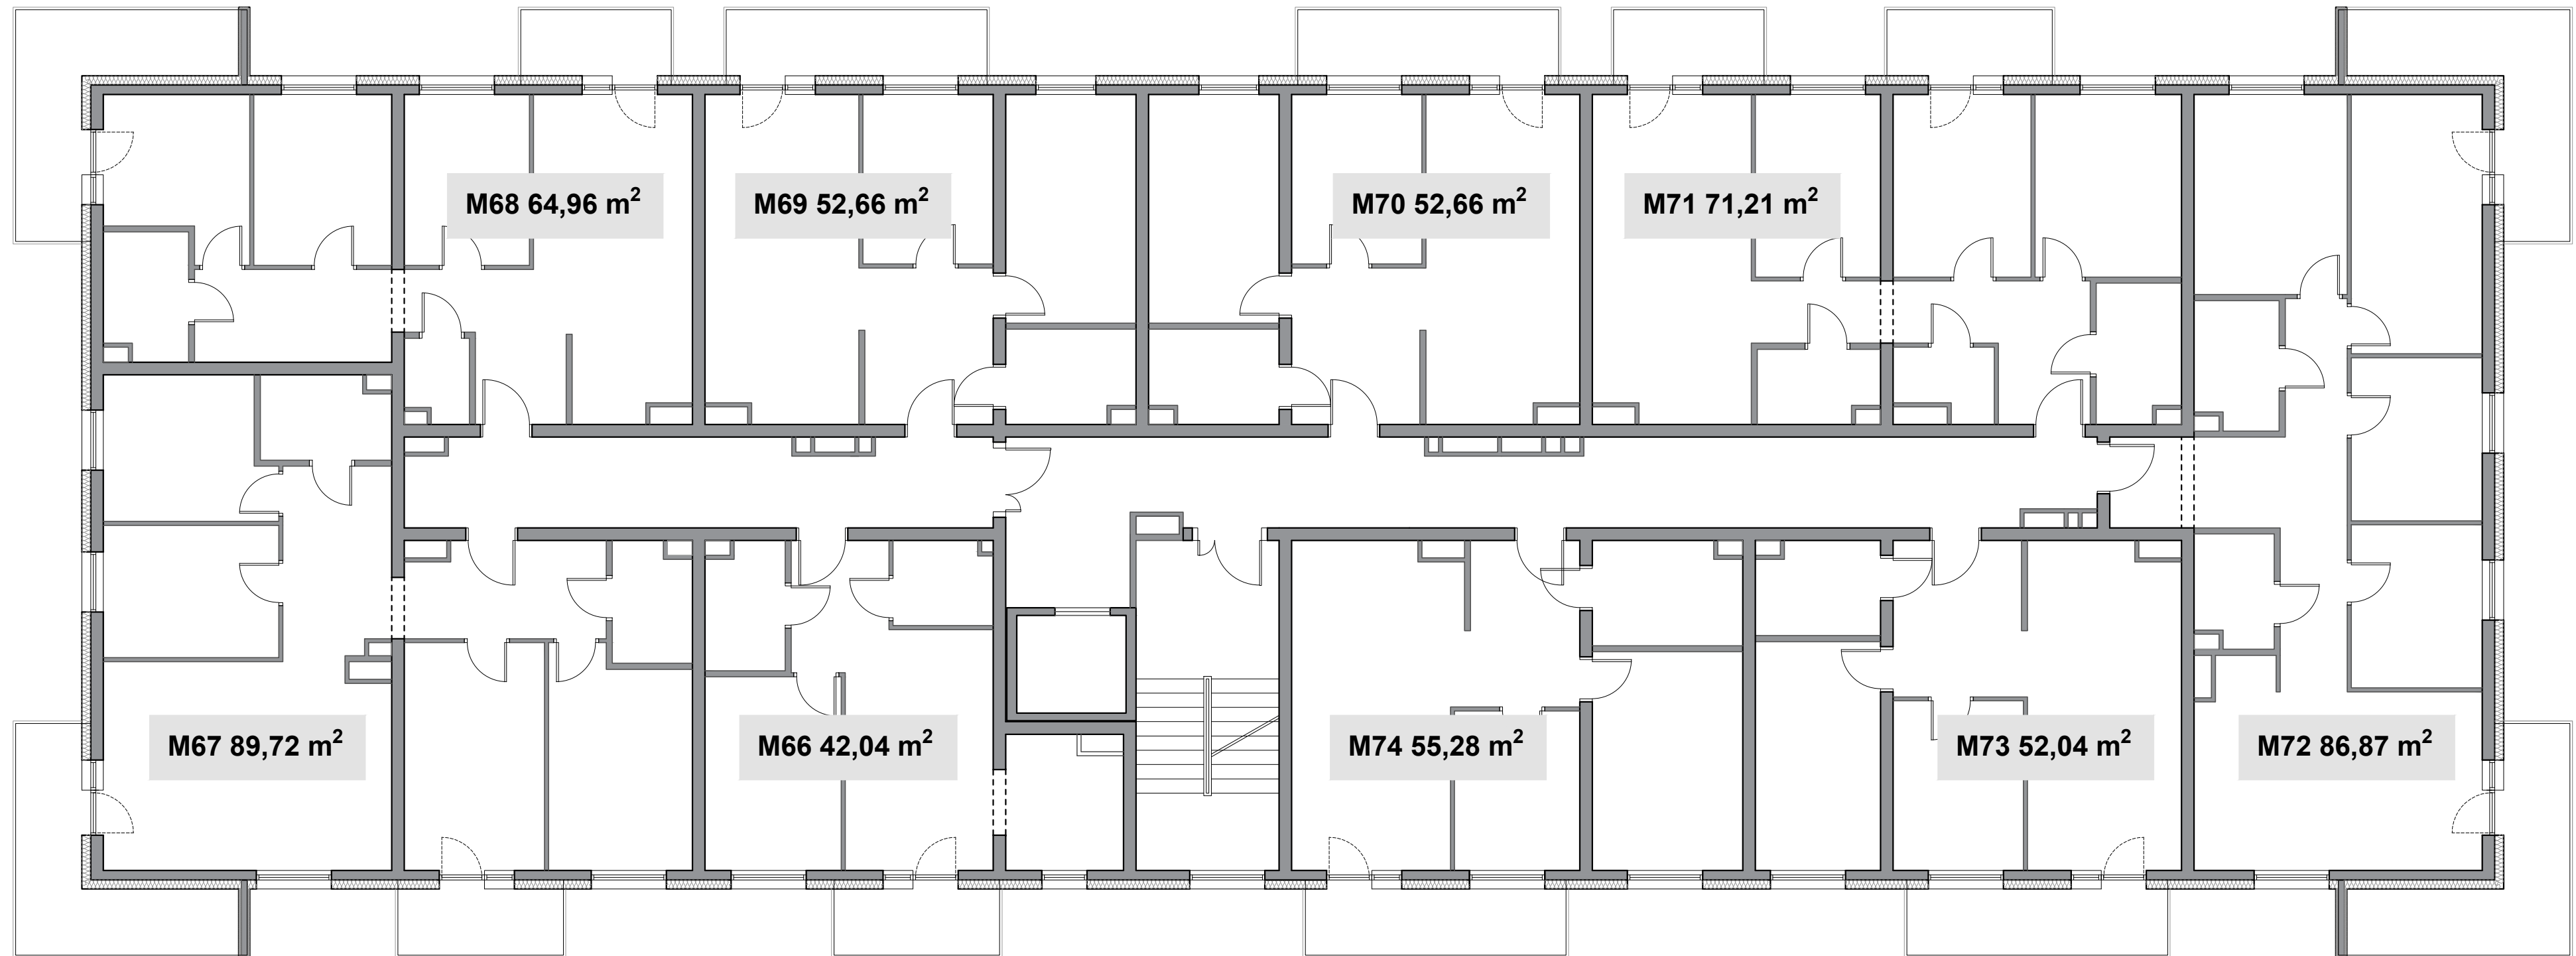 M68 64,96 m²
M69 52,66 m²
M70 52,66 m²
M71 71,21 m²
M67 89,72 m²
M66 42,04 m²
M74 55,28 m²
M73 52,04 m²
M72 86,87 m²